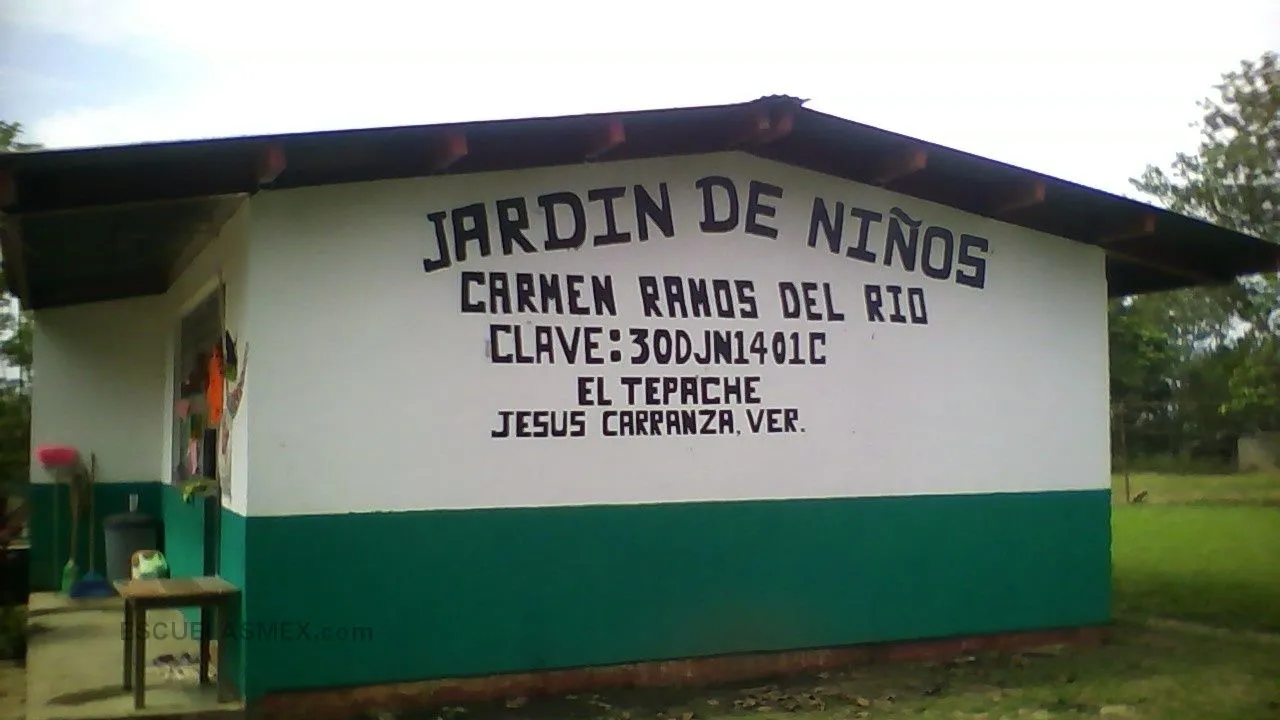 JARDIN DE NIÑOS
CARMEN RAMOS DEL RIO
CLAVE: 30DJN1401C
EL TEPACHE
JESUS CARRANZA, VER.
ESCUELASMEX.com